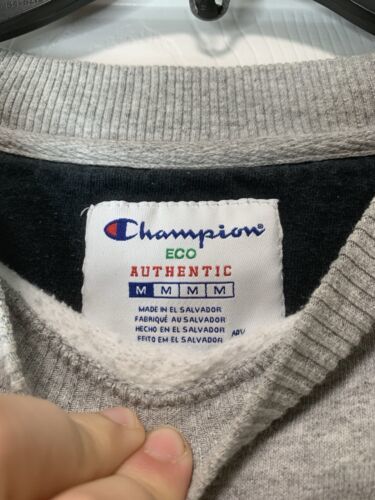 Champion
ECO
AUTHENTIC
M M M M
MADE IN EL SALVADOR
FABRIQUÉ AU SALVADOR
HECHO EN EL SALVADOR
FEITO EM EL SALVADOR